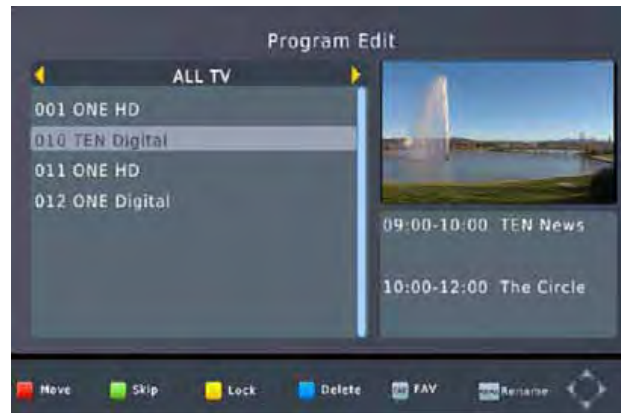 Program Edit
ALL TV
001 ONE HD
010 TEN Digital
011 ONE HD
012 ONE Digital
09:00-10:00 TEN News
10:00-12:00 The Circle
Move Skip Lock Delete FAV Rename